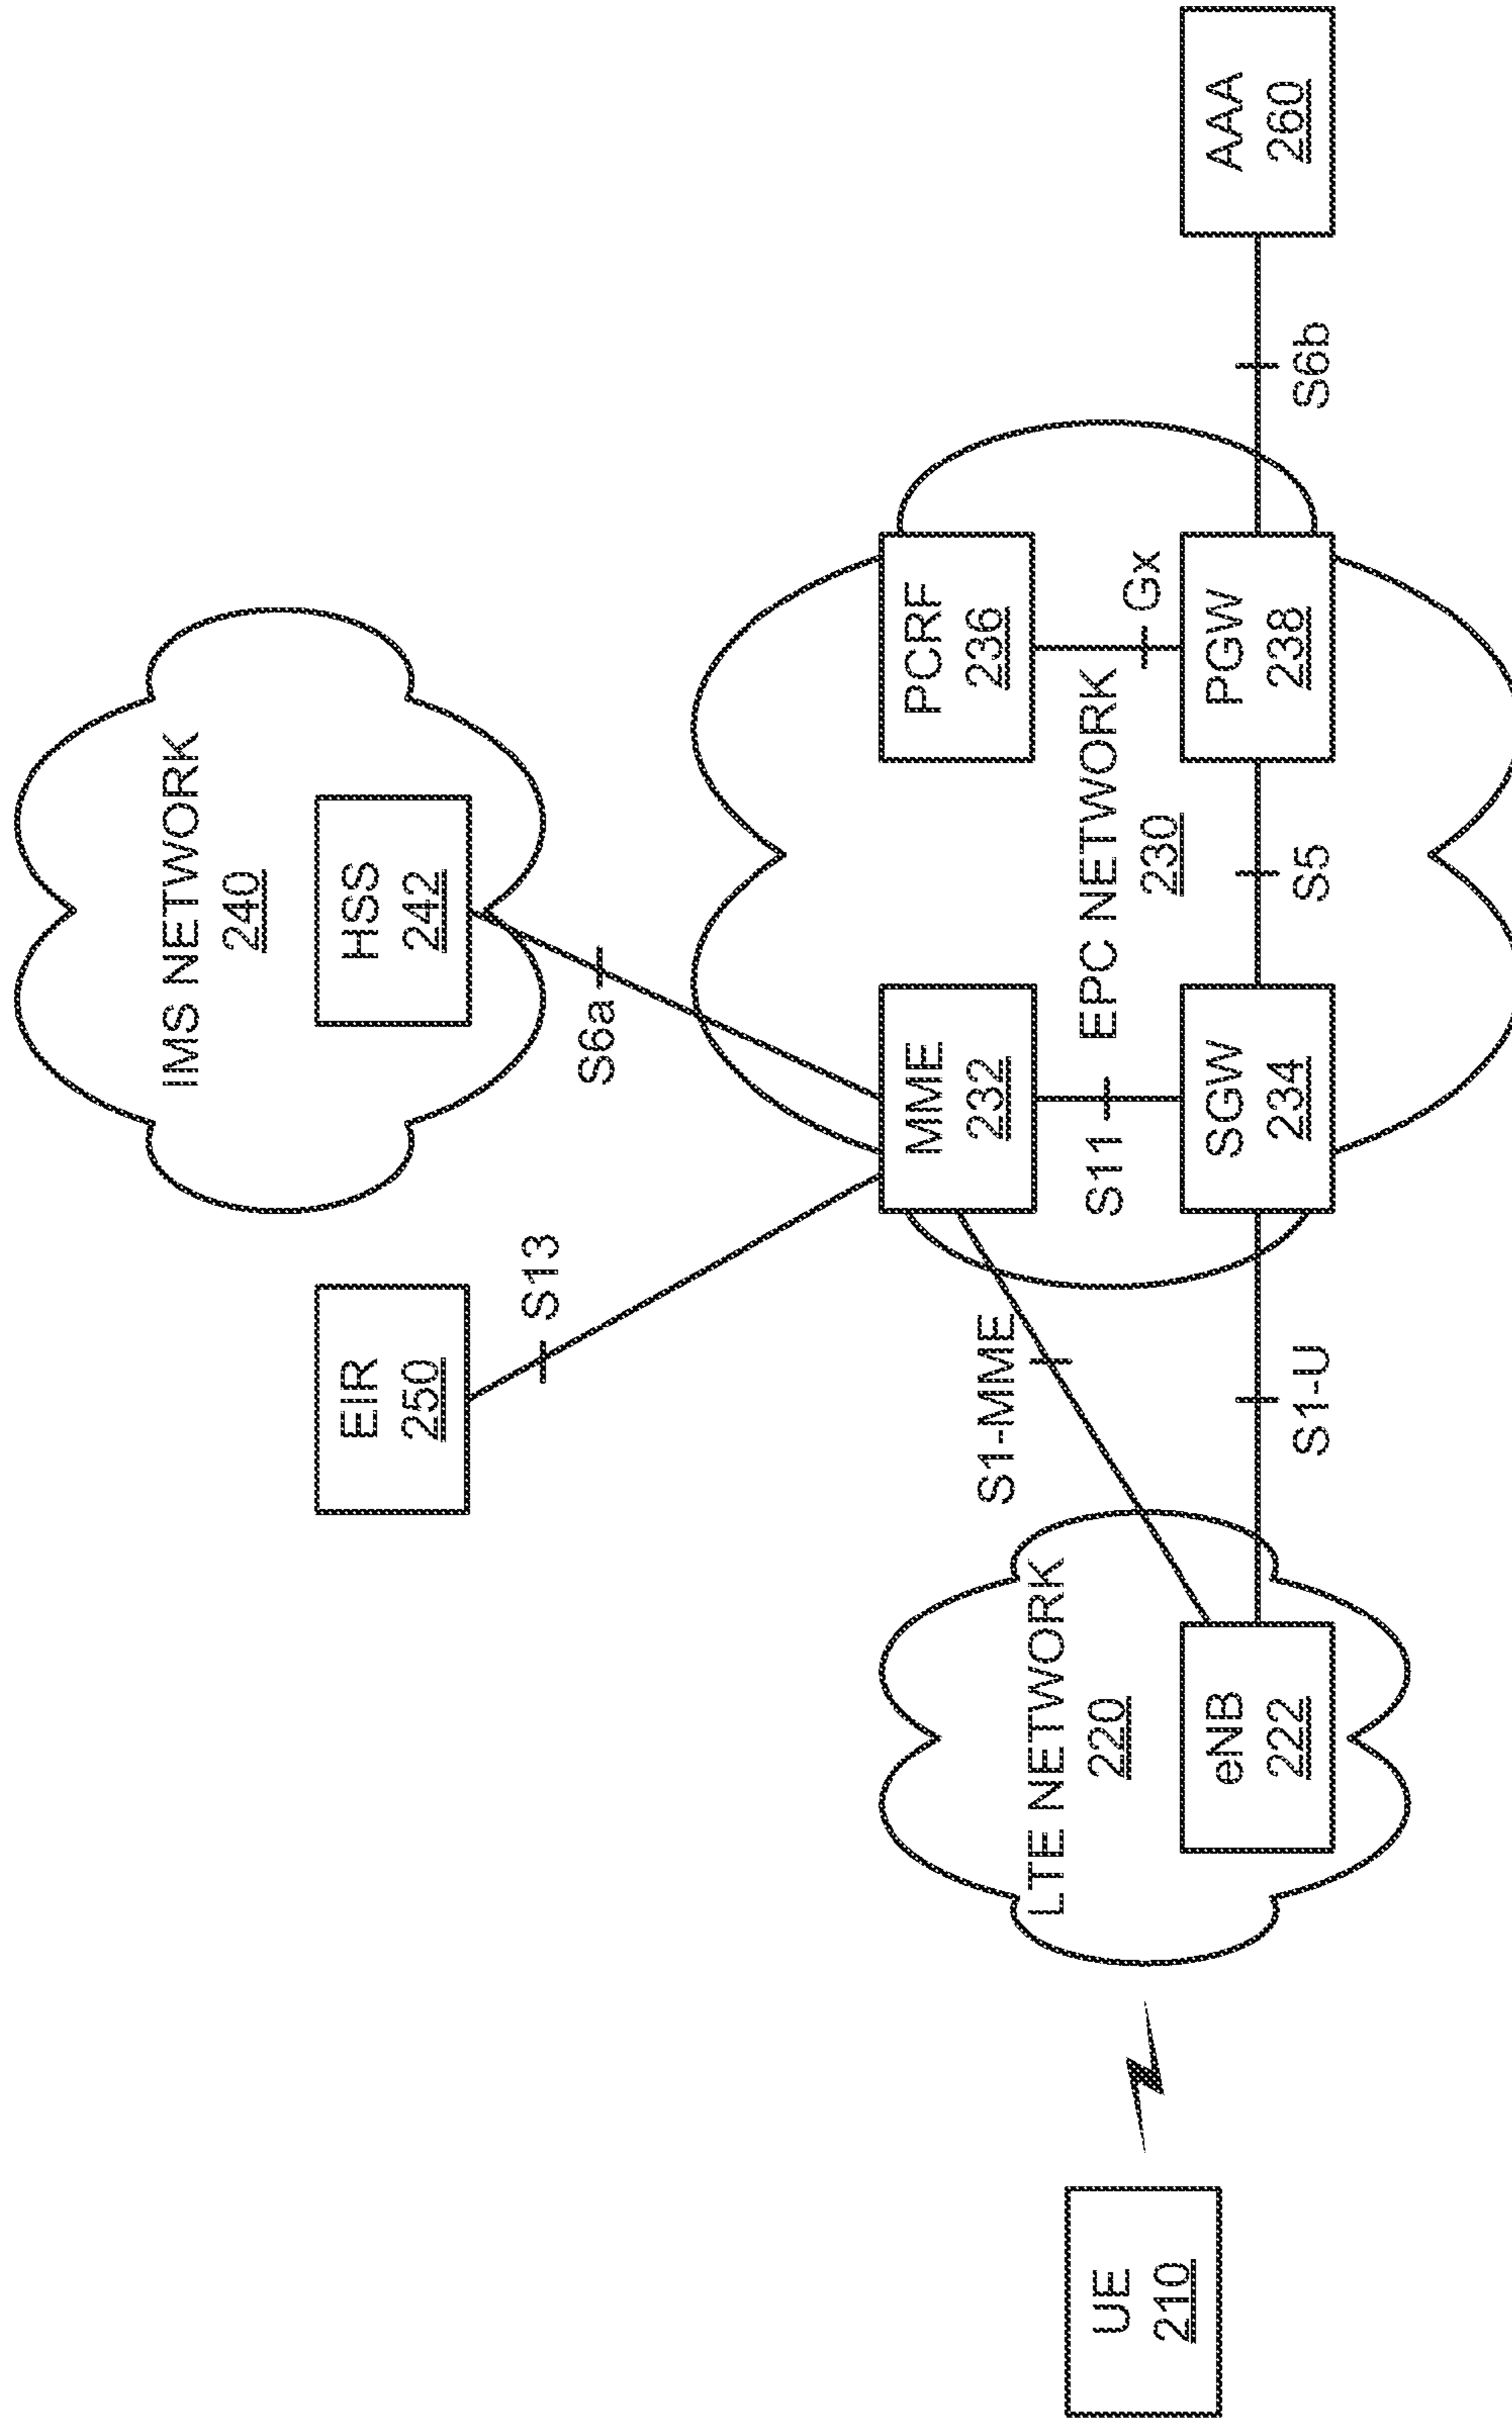 IMS NETWORK
240
HSS
242
EIR
250
S13
S6a
LTE NETWORK
220
S1-MME
MME
232
PCRF
236
S11
EPC NETWORK
230
Gx
UE
210
eNB
222
S1-U
SGW
234
S5
PGW
238
S6b
AAA
260